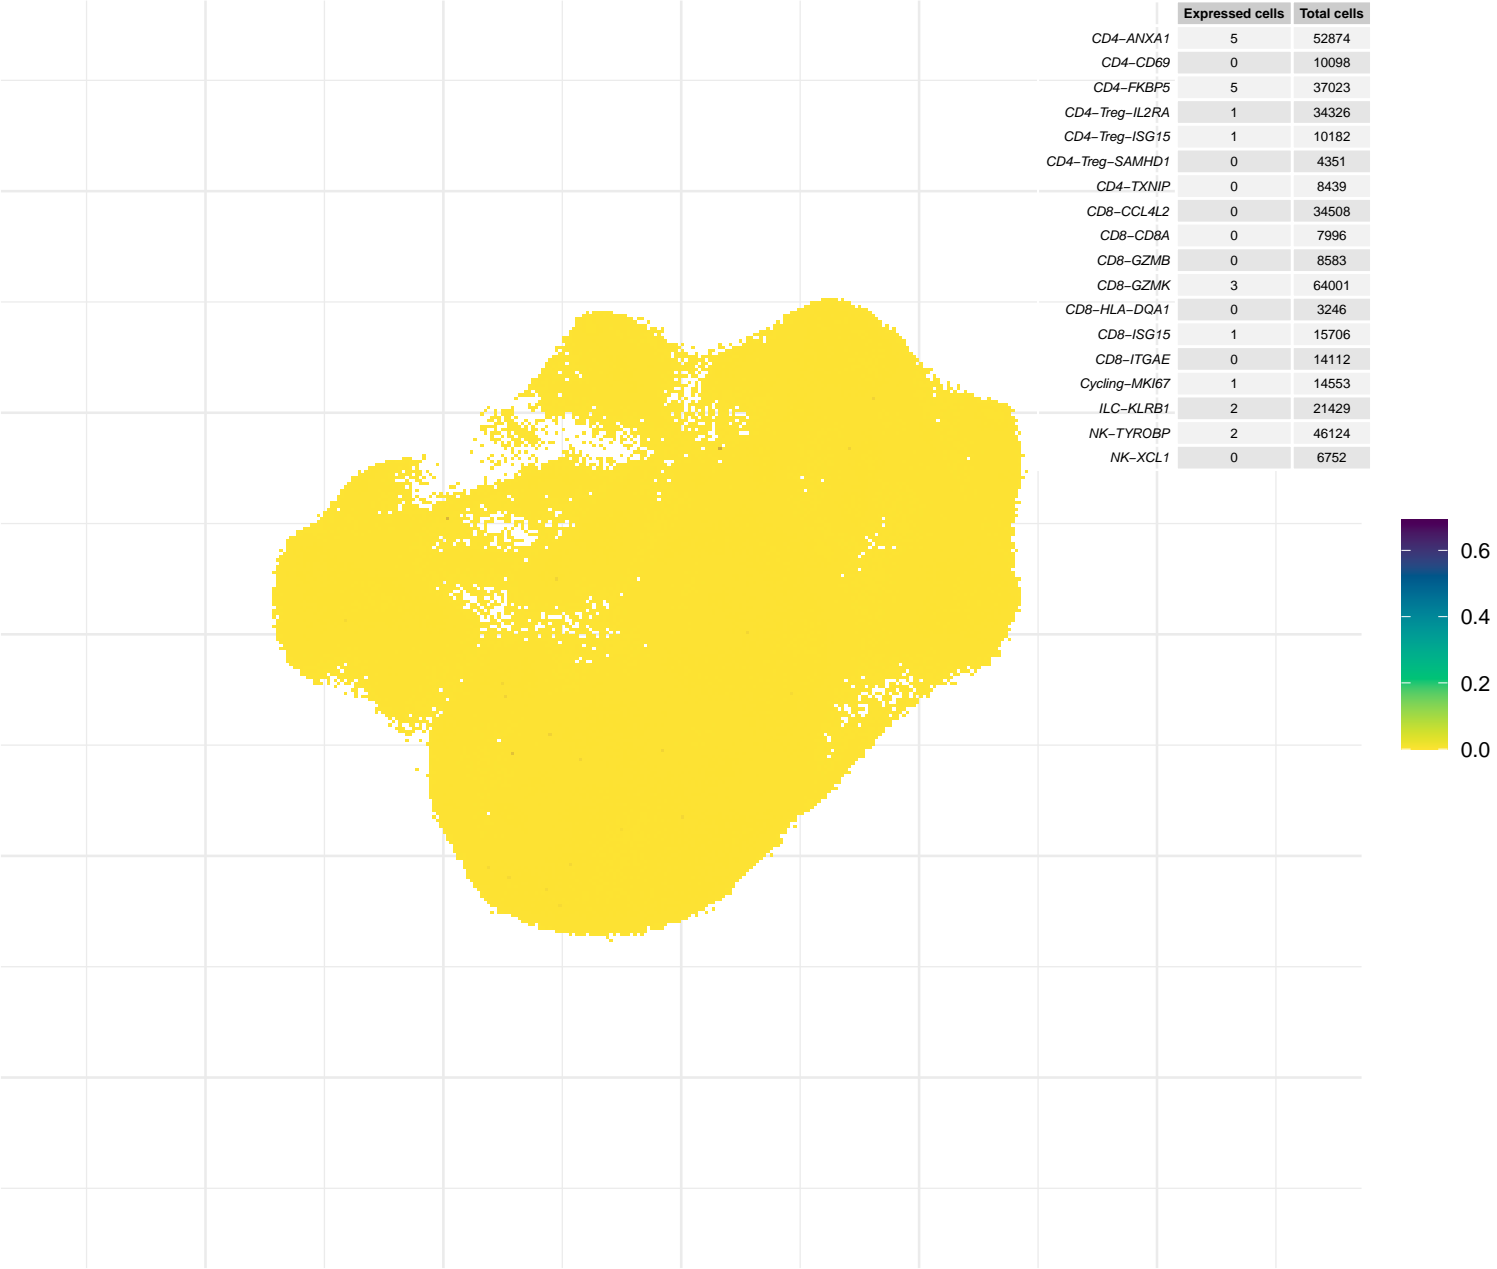 Expressed cells Total cells
CD4−ANXA1 5 52874
CD4−CD69 0 10098
CD4−FKBP5 5 37023
CD4−Treg−IL2RA 1 34326
CD4−Treg−ISG15 1 10182
CD4−Treg−SAMHD1 0 4351
CD4−TXNIP 0 8439
CD8−CCL4L2 0 34508
CD8−CD8A 0 7996
CD8−GZMB 0 8583
CD8−GZMK 3 64001
CD8−HLA−DQA1 0 3246
CD8−ISG15 1 15706
CD8−ITGAE 0 14112
Cycling−MKI67 1 14553
ILC−KLRB1 2 21429
NK−TYROBP 2 46124
NK−XCL1 0 6752
0.6
0.4
0.2
0.0